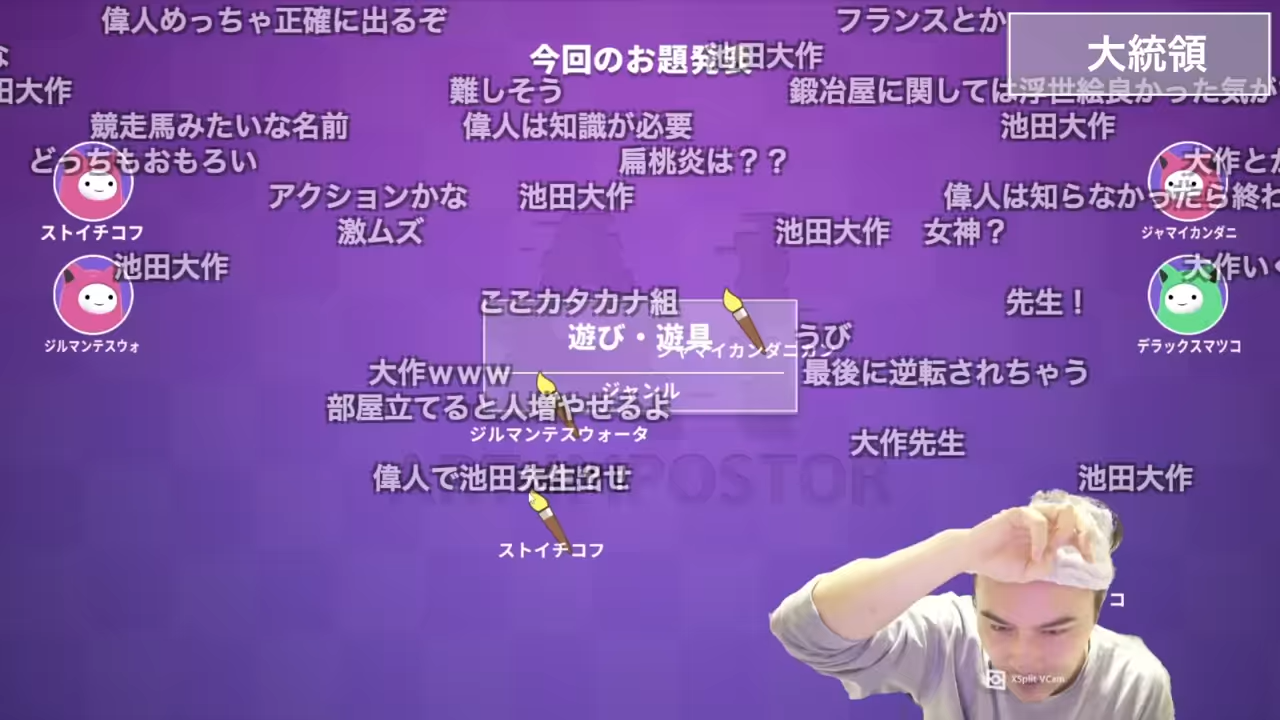 偉人めっちゃ正確に出るぞ
フランスとか
大統領
な
今回のお題発表
池田大作
田大作
難しそう
鍛冶屋に関しては浮世絵良かった気が
競走馬みたいな名前
偉人は知識が必要
池田大作
どっちもおもろい
扁桃炎は？？
大作とか
アクションかな
池田大作
偉人は知らなかったら終わ
ストイチコフ
激ムズ
池田大作
女神？
ジャマイカンダニ
池田大作
大作いく
ここカタカナ組
先生！
遊び・遊具
うび
ジルマンテスウォ
ジャマイカンダニカン
デラックスマツコ
大作ｗｗｗ
ジャンル
最後に逆転されちゃう
部屋立てると人増やせるよ
ジルマンテスウォータ
大作先生
偉人で池田先生出せ
ART IMPOSTOR
池田大作
ストイチコフ
コ
XSplit VCam